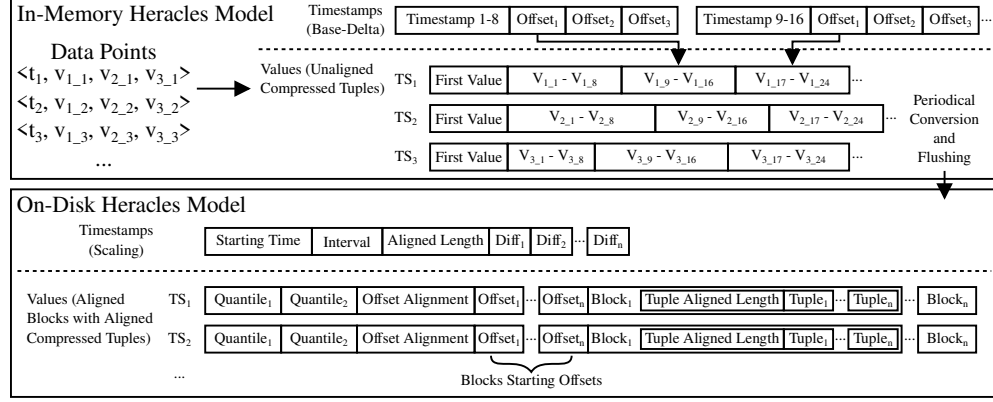 In-Memory Heracles Model
Timestamps
(Base-Delta)
Timestamp 1-8 Offset1 Offset2 Offset3 Timestamp 9-16 Offset1 Offset2 Offset3 ...
Data Points
<t1, v1_1, v2_1, v3_1>
<t2, v1_2, v2_2, v3_2>
<t3, v1_3, v2_3, v3_3>
...
Values (Unaligned
Compressed Tuples)
TS1 First Value V1_1 - V1_8 V1_9 - V1_16 V1_17 - V1_24 ...
TS2 First Value V2_1 - V2_8 V2_9 - V2_16 V2_17 - V2_24 ...
TS3 First Value V3_1 - V3_8 V3_9 - V3_16 V3_17 - V3_24 ...
Periodical
Conversion
and
Flushing
On-Disk Heracles Model
Timestamps
(Scaling)
Starting Time Interval Aligned Length Diff1 Diff2 ... Diffn
Values (Aligned
Blocks with Aligned
Compressed Tuples)
TS1 Quantile1 Quantile2 Offset Alignment Offset1 ... Offsetn Block1 Tuple Aligned Length Tuple1 ... Tuplen ... Blockn
TS2 Quantile1 Quantile2 Offset Alignment Offset1 ... Offsetn Block1 Tuple Aligned Length Tuple1 ... Tuplen ... Blockn
...
Blocks Starting Offsets